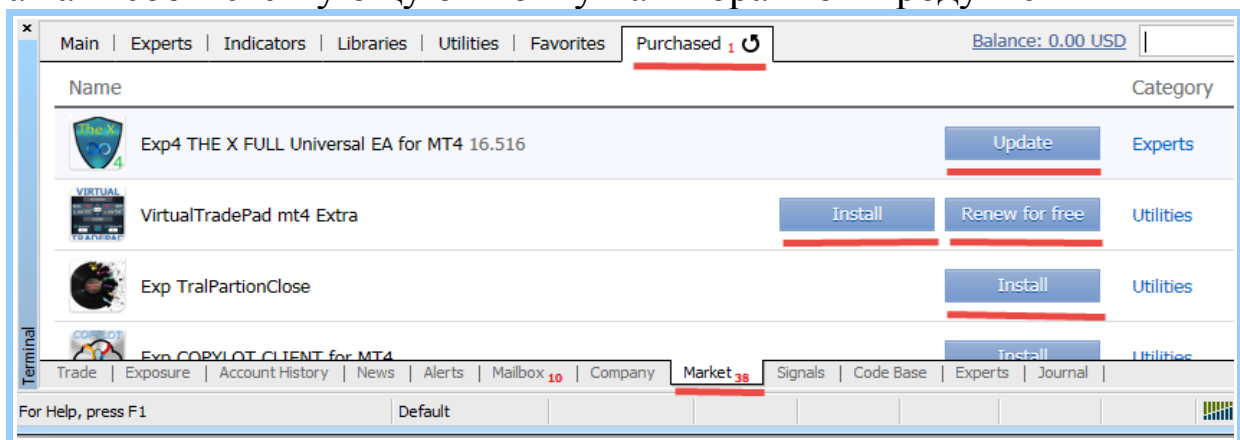 Main | Experts | Indicators | Libraries | Utilities | Favorites Purchased 1 Balance: 0.00 USD
Name Category
The X 4 Exp4 THE X FULL Universal EA for MT4 16.516 Update Experts
VIRTUAL VirtualTradePad mt4 Extra Install Renew for free Utilities
Exp TralPartionClose Install Utilities
Exp COPYLOT CLIENT for MT4 Install Utilities
Terminal
Trade | Exposure | Account History | News | Alerts | Mailbox 10 | Company Market 38 Signals | Code Base | Experts | Journal |
For Help, press F1 Default